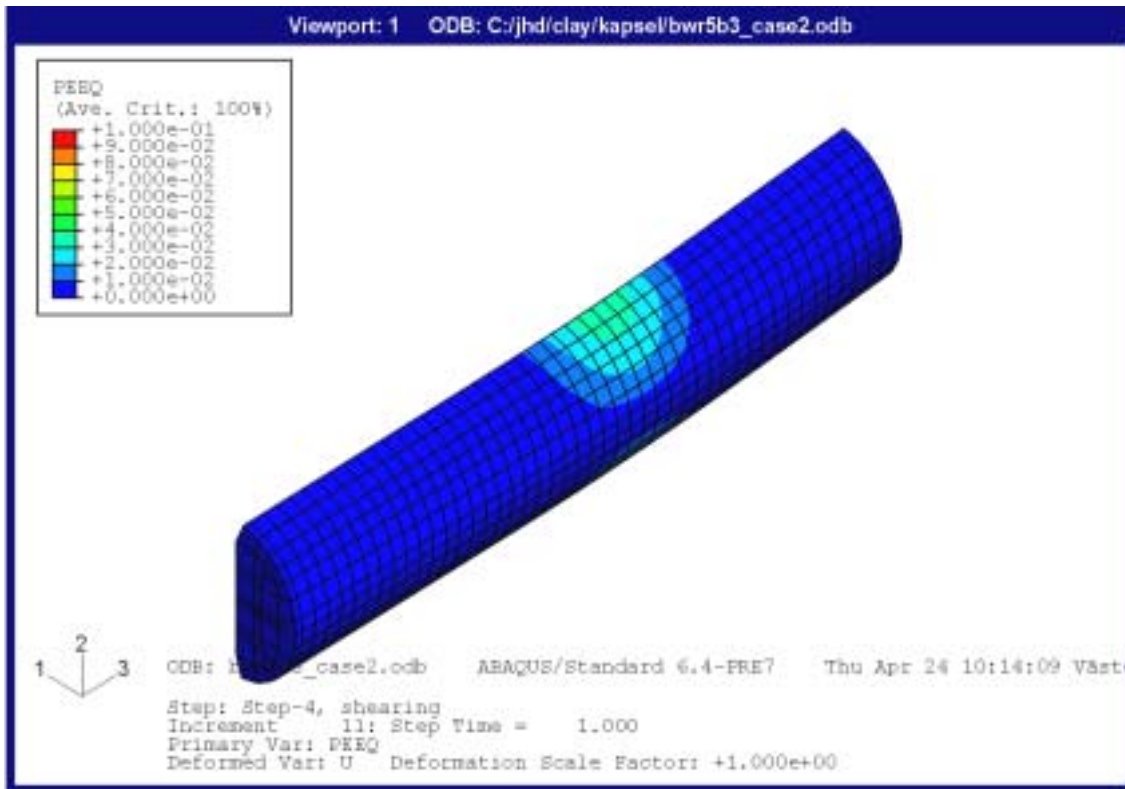 Viewport: 1 ODB: C:/jhd/clay/kapsel/bwr5b3_case2.odb
PEEQ
(Ave. Crit.: 100%)
+1.000e-01
+9.000e-02
+8.000e-02
+7.000e-02
+6.000e-02
+5.000e-02
+4.000e-02
+3.000e-02
+2.000e-02
+1.000e-02
+0.000e+00
2
1
3
ODB: _case2.odb ABAQUS/Standard 6.4-PRE7 Thu Apr 24 10:14:09 Väst
Step: Step-4, shearing
Increment 11: Step Time = 1.000
Primary Var: PEEQ
Deformed Var: U Deformation Scale Factor: +1.000e+00